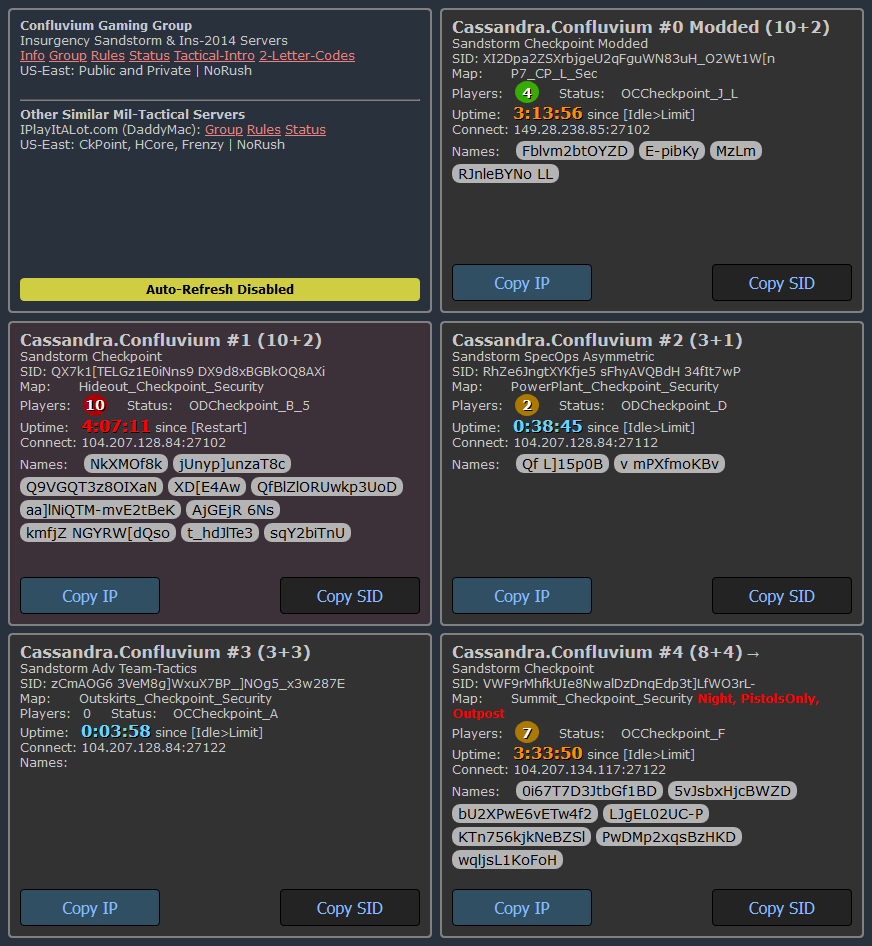 Confluvium Gaming Group
Insurgency Sandstorm & Ins-2014 Servers
Info Group Rules Status Tactical-Intro 2-Letter-Codes
US-East: Public and Private | NoRush
Other Similar Mil-Tactical Servers
IPlayItALot.com (DaddyMac): Group Rules Status
US-East: CkPoint, HCore, Frenzy | NoRush
Auto-Refresh Disabled
Cassandra.Confluvium #0 Modded (10+2)
Sandstorm Checkpoint Modded
SID: XI2Dpa2ZSXrbjgeU2qFguWN83uH_O2Wt1W[n
Map: P7_CP_L_Sec
Players: 4 Status: OCCheckpoint_J_L
Uptime: 3:13:56 since [Idle>Limit]
Connect: 149.28.238.85:27102
Names: Fblvm2btOYZD E-pibKy MzLm
RJnleBYNo LL
Copy IP Copy SID
Cassandra.Confluvium #1 (10+2)
Sandstorm Checkpoint
SID: QX7k1[TELGz1E0iNns9 DX9d8xBGBkOQ8AXi
Map: Hideout_Checkpoint_Security
Players: 10 Status: ODCheckpoint_B_5
Uptime: 4:07:11 since [Restart]
Connect: 104.207.128.84:27102
Names: NkXMOf8k jUnyp]unzaT8c
Q9VGQT3z8OIXaN XD[E4Aw QfBlZlORUwkp3UoD
aa]lNiQTM-mvE2tBeK AjGEjR 6Ns
kmfjZ NGYRW[dQso t_hdJlTe3 sqY2biTnU
Copy IP Copy SID
Cassandra.Confluvium #2 (3+1)
Sandstorm SpecOps Asymmetric
SID: RhZe6JngtXYKfje5 sFhyAVQBdH 34fIt7wP
Map: PowerPlant_Checkpoint_Security
Players: 2 Status: ODCheckpoint_D
Uptime: 0:38:45 since [Idle>Limit]
Connect: 104.207.128.84:27112
Names: Qf L]15p0B v mPXfmoKBv
Copy IP Copy SID
Cassandra.Confluvium #3 (3+3)
Sandstorm Adv Team-Tactics
SID: zCmAOG6 3VeM8g]WxuX7BP_]NOg5_x3w287E
Map: Outskirts_Checkpoint_Security
Players: 0 Status: OCCheckpoint_A
Uptime: 0:03:58 since [Idle>Limit]
Connect: 104.207.128.84:27122
Names:
Copy IP Copy SID
Cassandra.Confluvium #4 (8+4)→
Sandstorm Checkpoint
SID: VWF9rMhfkUIe8NwalDzDnqEdp3t]LfWO3rL-
Map: Summit_Checkpoint_Security Night, PistolsOnly,
Outpost
Players: 7 Status: OCCheckpoint_F
Uptime: 3:33:50 since [Idle>Limit]
Connect: 104.207.134.117:27122
Names: 0i67T7D3JtbGf1BD 5vJsbxHjcBWZD
bU2XPwE6vETw4f2 LJgEL02UC-P
KTn756kjkNeBZSl PwDMp2xqsBzHKD
wqljsL1KoFoH
Copy IP Copy SID